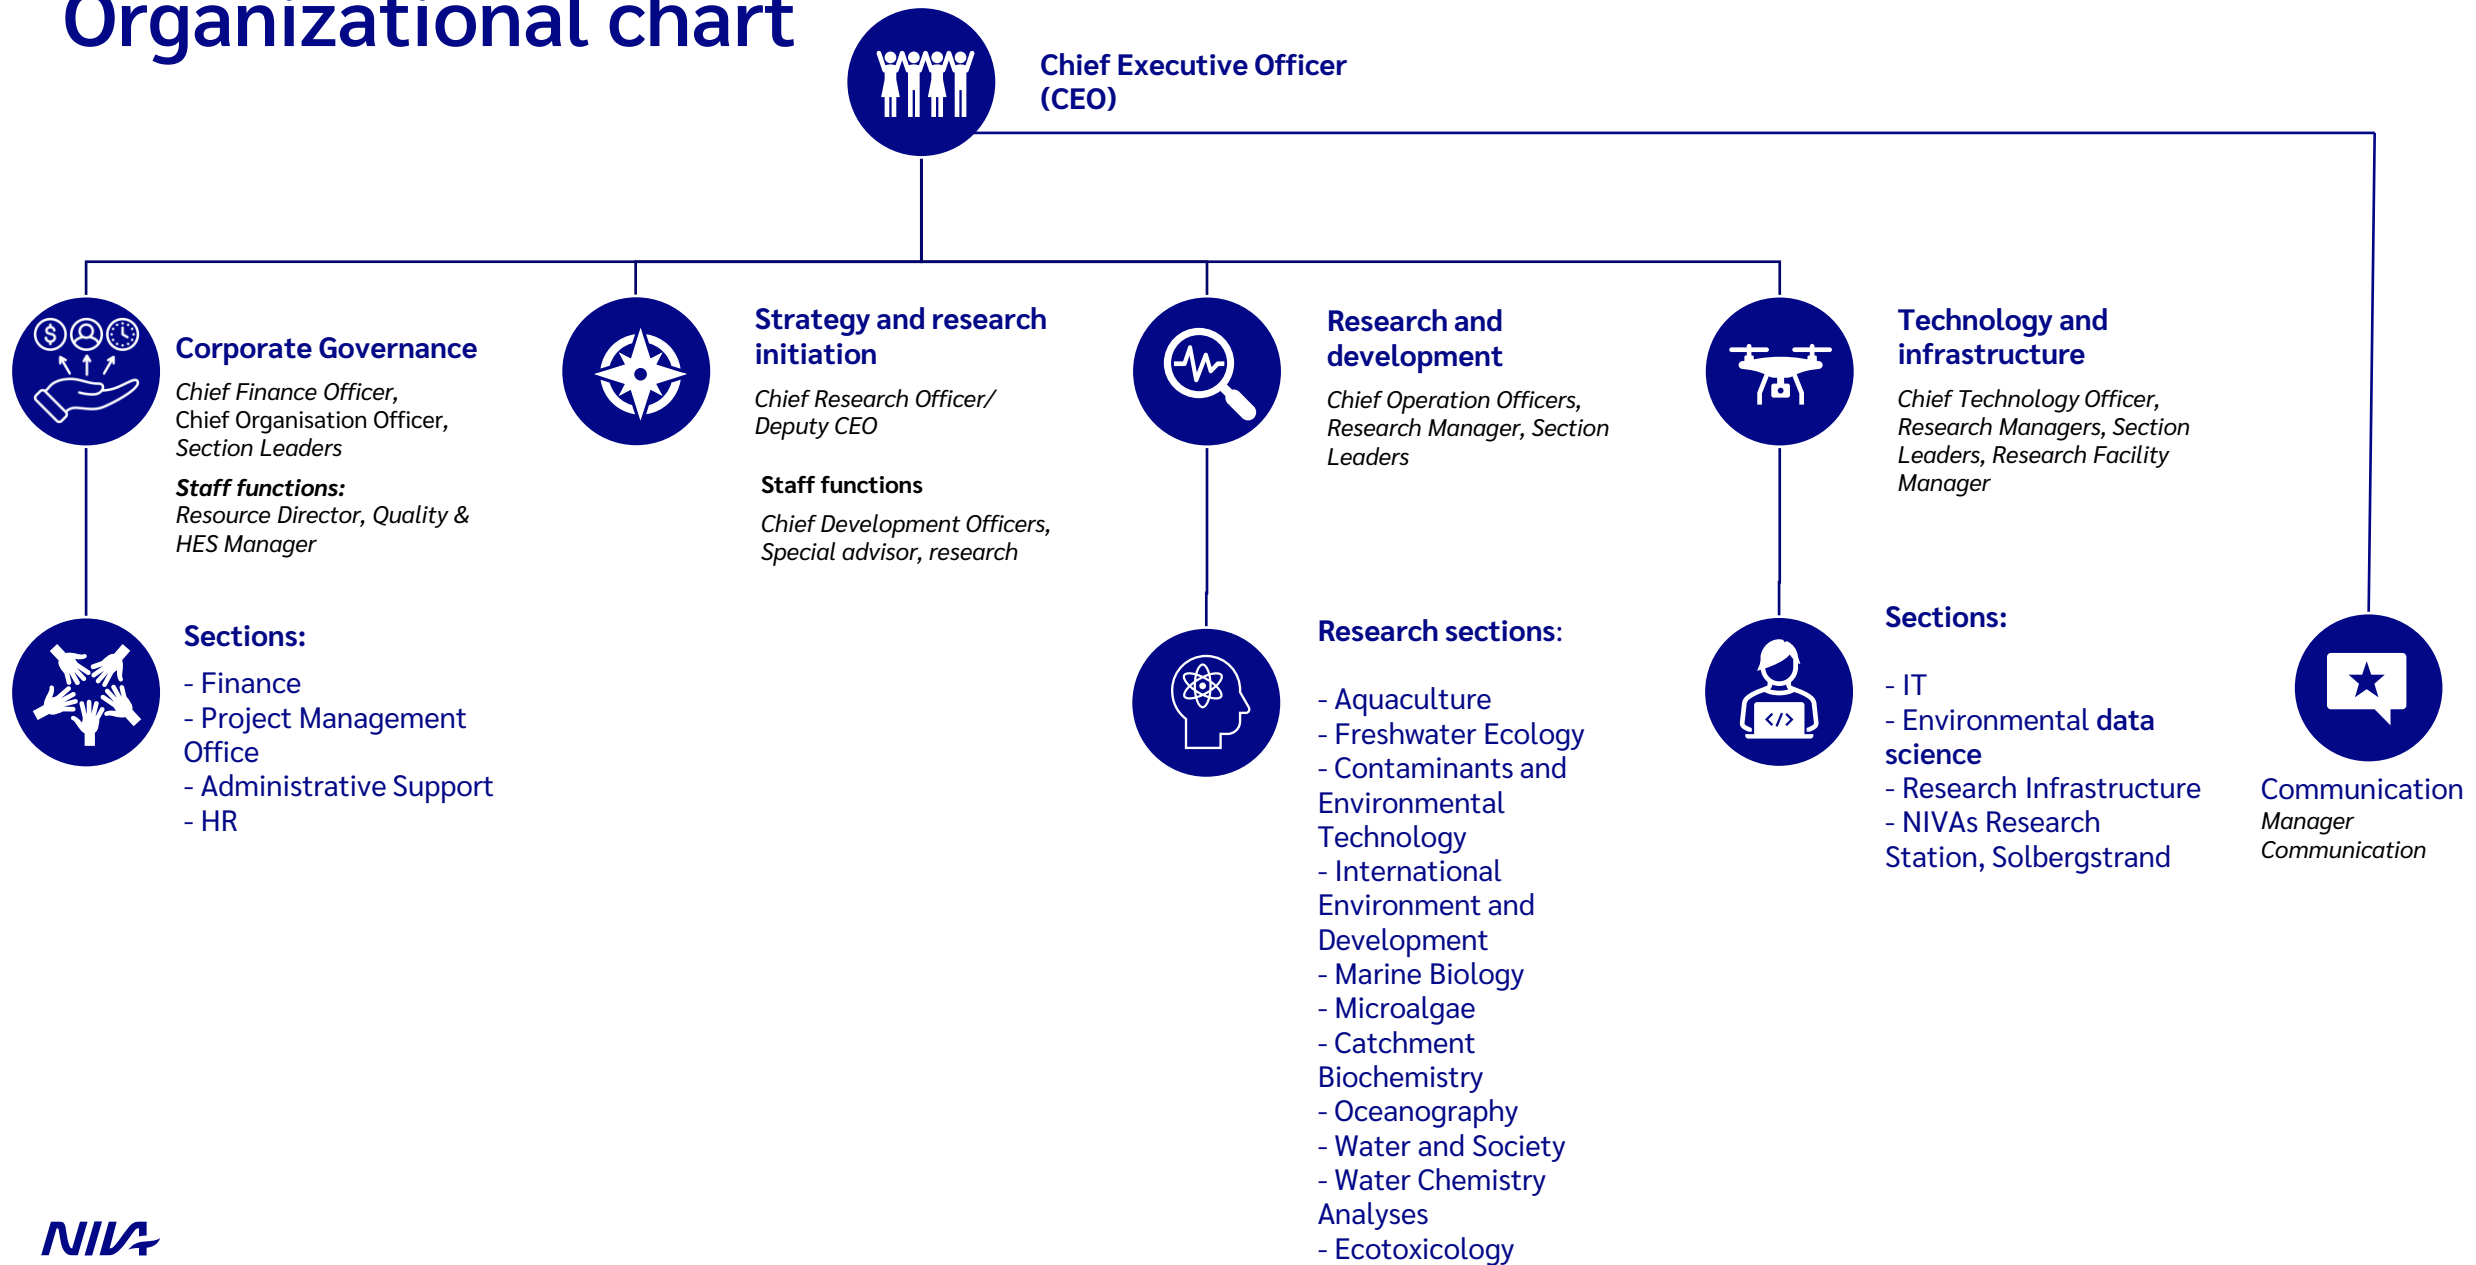 Organizational chart
Chief Executive Officer
(CEO)
Corporate Governance
Chief Finance Officer,
Chief Organisation Officer,
Section Leaders
Staff functions:
Resource Director, Quality &
HES Manager
Sections:
- Finance
- Project Management
Office
- Administrative Support
- HR
Strategy and research
initiation
Chief Research Officer/
Deputy CEO
Staff functions
Chief Development Officers,
Special advisor, research
Research and
development
Chief Operation Officers,
Research Manager, Section
Leaders
Research sections:
- Aquaculture
- Freshwater Ecology
- Contaminants and
Environmental
Technology
- International
Environment and
Development
- Marine Biology
- Microalgae
- Catchment
Biochemistry
- Oceanography
- Water and Society
- Water Chemistry
Analyses
- Ecotoxicology
Technology and
infrastructure
Chief Technology Officer,
Research Managers, Section
Leaders, Research Facility
Manager
Sections:
- IT
- Environmental data
science
- Research Infrastructure
- NIVAs Research
Station, Solbergstrand
Communication
Manager
Communication
$
</>
NIVA